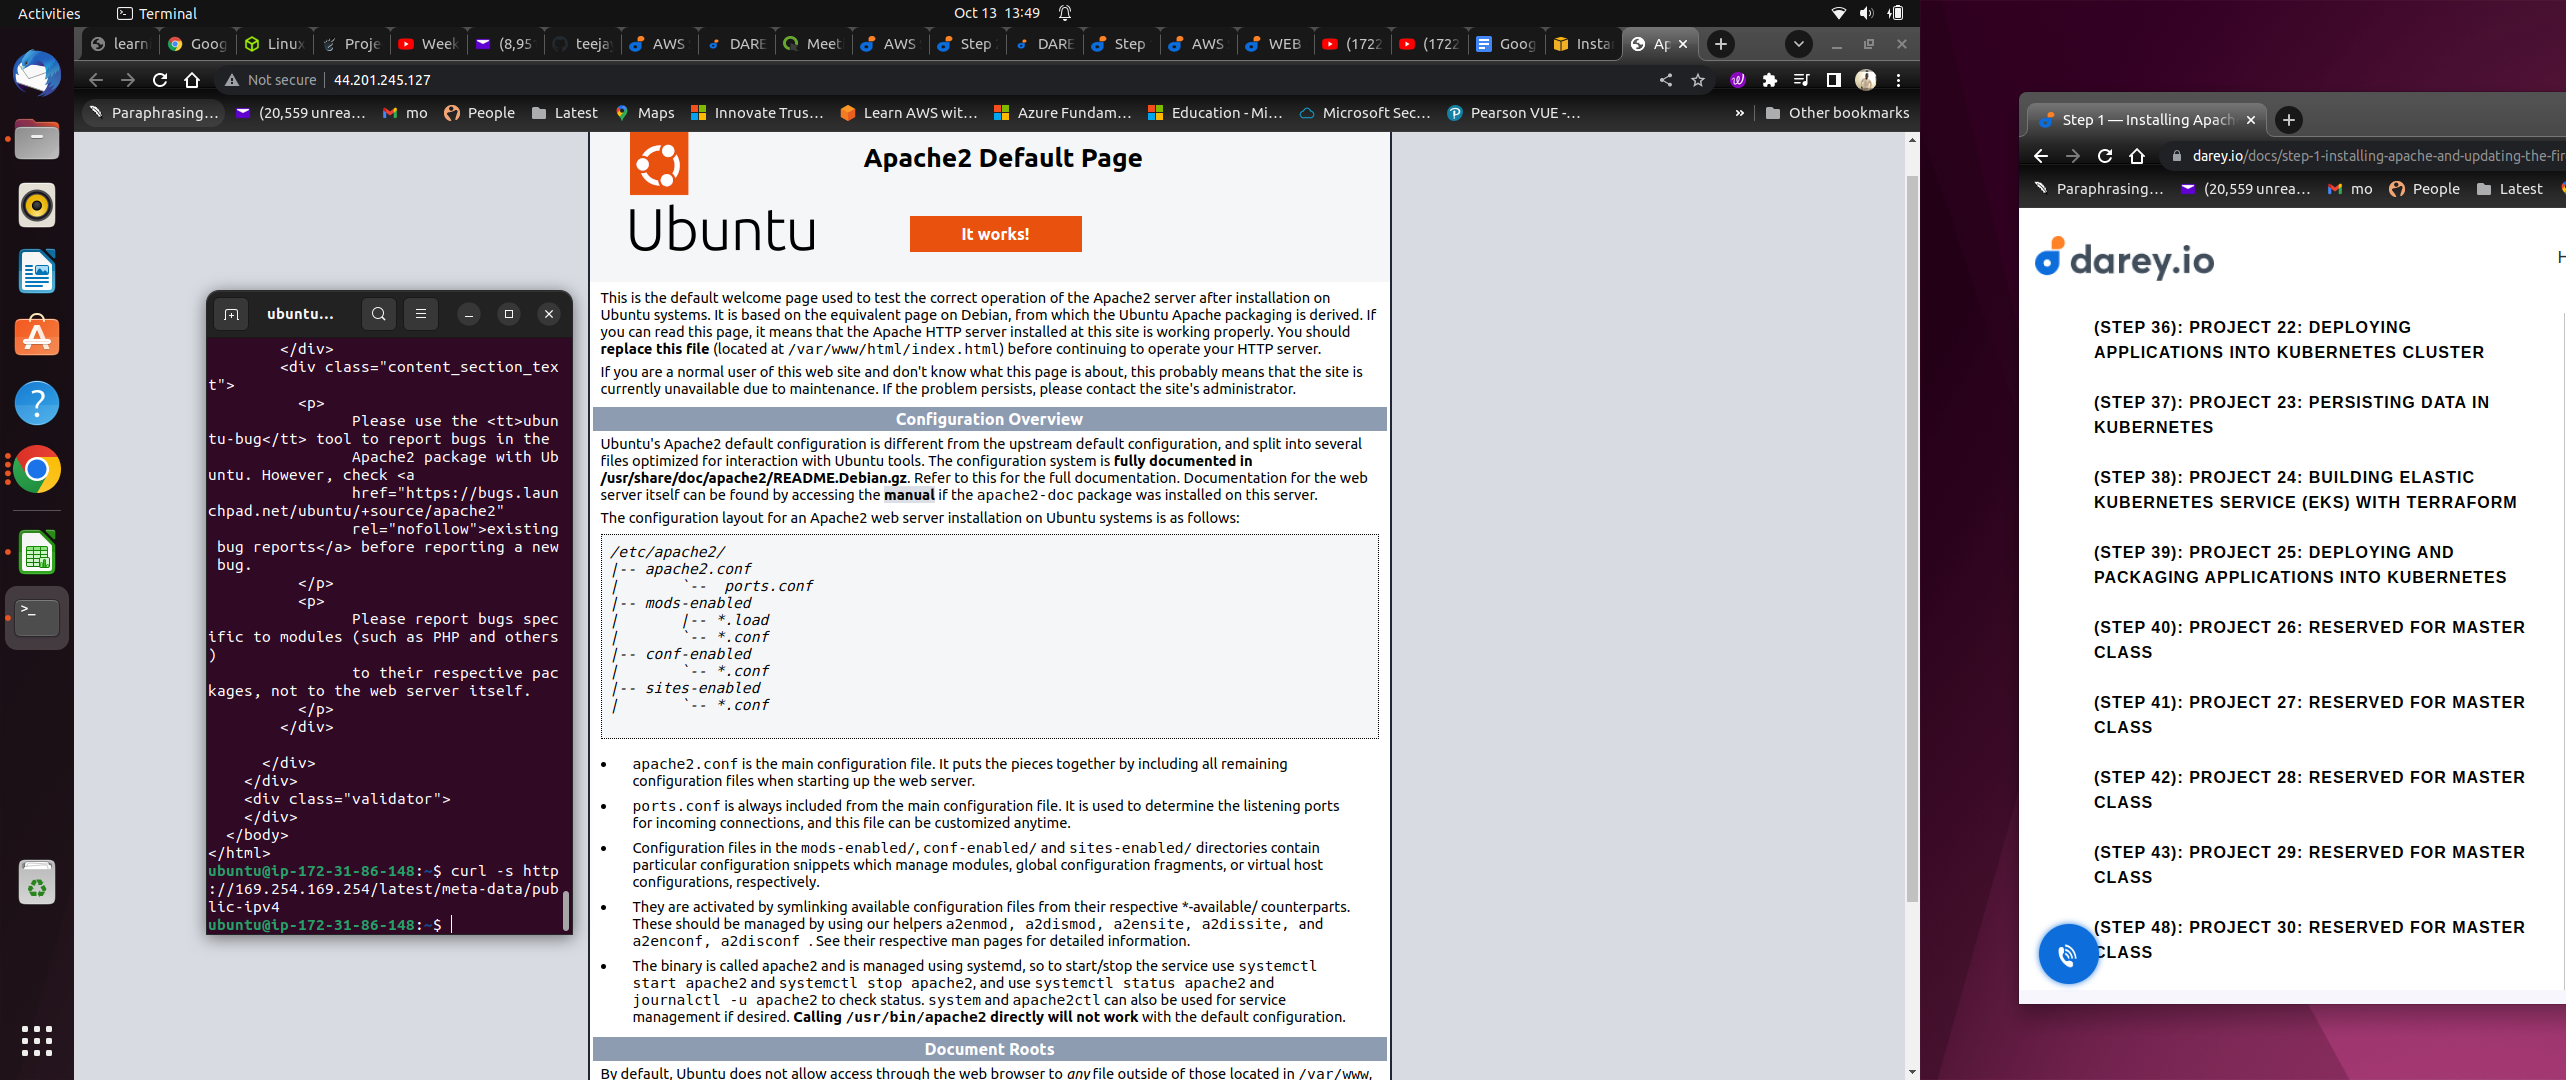 Activities
Terminal
Oct 13 13:49
learn
Goog
Linux
Proje
Week
(8,95
teeja
AWS
DARE
Meet
AWS
Step
DARE
Step
AWS
WEB
(1722
(1722
Goog
Insta
Ap
Not secure
44.201.245.127
Paraphrasing...
(20,559 unrea...
mo
People
Latest
Maps
Innovate Trus...
Learn AWS wit...
Azure Fundam...
Education - Mi...
Microsoft Sec...
Pearson VUE -...
»
Other bookmarks
Ubuntu
Apache2 Default Page
It works!
This is the default welcome page used to test the correct operation of the Apache2 server after installation on
Ubuntu systems. It is based on the equivalent page on Debian, from which the Ubuntu Apache packaging is derived. If
you can read this page, it means that the Apache HTTP server installed at this site is working properly. You should
replace this file (located at /var/www/html/index.html) before continuing to operate your HTTP server.
If you are a normal user of this web site and don't know what this page is about, this probably means that the site is
currently unavailable due to maintenance. If the problem persists, please contact the site's administrator.
Configuration Overview
Ubuntu's Apache2 default configuration is different from the upstream default configuration, and split into several
files optimized for interaction with Ubuntu tools. The configuration system is fully documented in
/usr/share/doc/apache2/README.Debian.gz. Refer to this for the full documentation. Documentation for the web
server itself can be found by accessing the manual if the apache2-doc package was installed on this server.
The configuration layout for an Apache2 web server installation on Ubuntu systems is as follows:
/etc/apache2/
|-- apache2.conf
|       `--  ports.conf
|-- mods-enabled
|       |-- *.load
|       `-- *.conf
|-- conf-enabled
|       `-- *.conf
|-- sites-enabled
|       `-- *.conf
• apache2.conf is the main configuration file. It puts the pieces together by including all remaining
configuration files when starting up the web server.
• ports.conf is always included from the main configuration file. It is used to determine the listening ports
for incoming connections, and this file can be customized anytime.
• Configuration files in the mods-enabled/, conf-enabled/ and sites-enabled/ directories contain
particular configuration snippets which manage modules, global configuration fragments, or virtual host
configurations, respectively.
• They are activated by symlinking available configuration files from their respective *-available/ counterparts.
These should be managed by using our helpers a2enmod, a2dismod, a2ensite, a2dissite, and
a2enconf, a2disconf . See their respective man pages for detailed information.
• The binary is called apache2 and is managed using systemd, so to start/stop the service use systemctl
start apache2 and systemctl stop apache2, and use systemctl status apache2 and
journalctl -u apache2 to check status. system and apache2ctl can also be used for service
management if desired. Calling /usr/bin/apache2 directly will not work with the default configuration.
Document Roots
By default, Ubuntu does not allow access through the web browser to any file outside of those located in /var/www,
ubuntu...
</div>
<div class="content_section_tex
t">
<p>
Please use the <tt>ubun
tu-bug</tt> tool to report bugs in the
Apache2 package with Ub
untu. However, check <a
href="https://bugs.laun
chpad.net/ubuntu/+source/apache2"
rel="nofollow">existing
bug reports</a> before reporting a new
bug.
</p>
<p>
Please report bugs spec
ific to modules (such as PHP and others
)
to their respective pac
kages, not to the web server itself.
</p>
</div>
</div>
</div>
<div class="validator">
</div>
</body>
</html>
ubuntu@ip-172-31-86-148:~$ curl -s http
://169.254.169.254/latest/meta-data/pub
lic-ipv4
ubuntu@ip-172-31-86-148:~$
Step 1 — Installing Apach
darey.io/docs/step-1-installing-apache-and-updating-the-fir
Paraphrasing...
(20,559 unrea...
mo
People
Latest
darey.io
H
(STEP 36): PROJECT 22: DEPLOYING
APPLICATIONS INTO KUBERNETES CLUSTER
(STEP 37): PROJECT 23: PERSISTING DATA IN
KUBERNETES
(STEP 38): PROJECT 24: BUILDING ELASTIC
KUBERNETES SERVICE (EKS) WITH TERRAFORM
(STEP 39): PROJECT 25: DEPLOYING AND
PACKAGING APPLICATIONS INTO KUBERNETES
(STEP 40): PROJECT 26: RESERVED FOR MASTER
CLASS
(STEP 41): PROJECT 27: RESERVED FOR MASTER
CLASS
(STEP 42): PROJECT 28: RESERVED FOR MASTER
CLASS
(STEP 43): PROJECT 29: RESERVED FOR MASTER
CLASS
(STEP 48): PROJECT 30: RESERVED FOR MASTER
CLASS